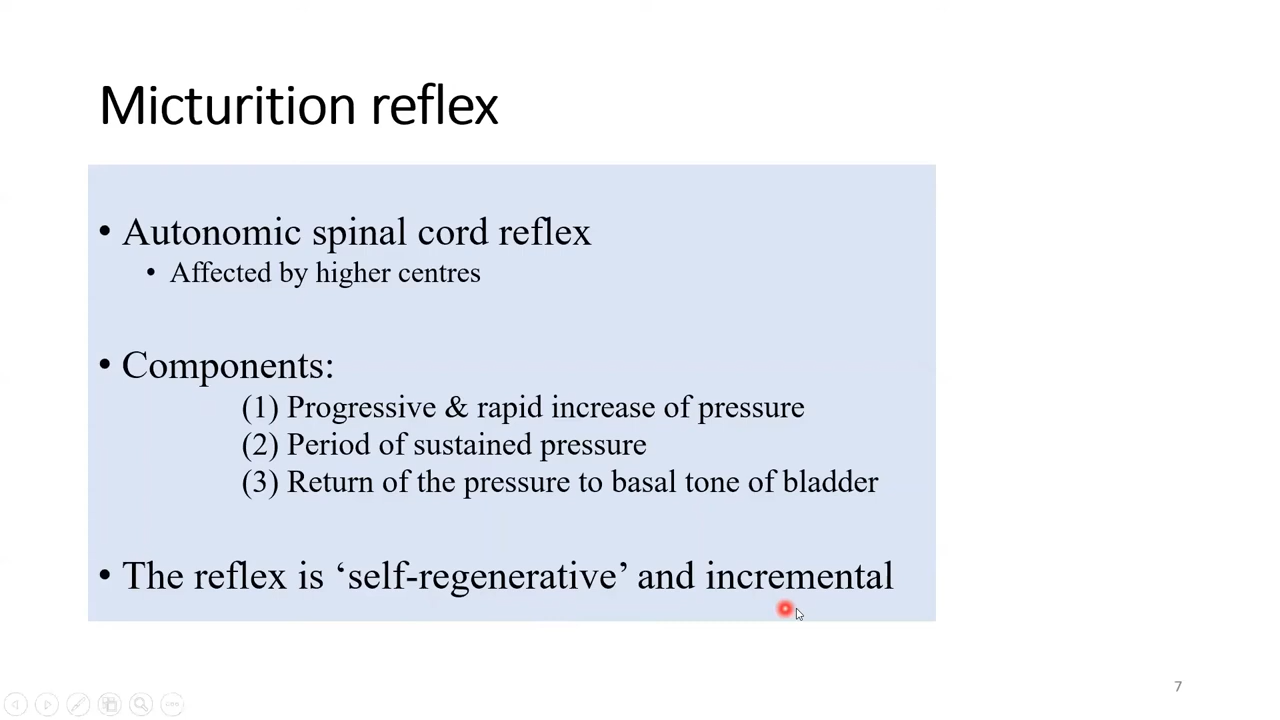 Micturition reflex
• Autonomic spinal cord reflex
• Affected by higher centres
• Components:
(1) Progressive & rapid increase of pressure
(2) Period of sustained pressure
(3) Return of the pressure to basal tone of bladder
• The reflex is ‘self-regenerative’ and incremental
7